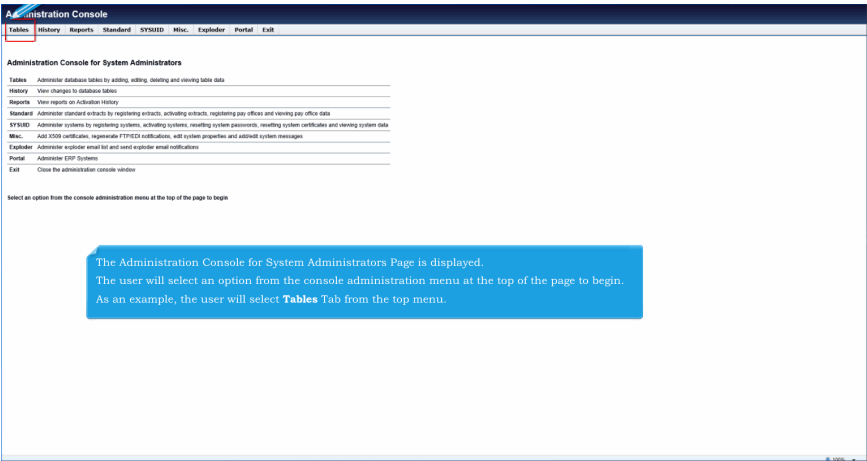 Administration Console
Tables History Reports Standard SYSUID Misc. Exploder Portal Exit
Administration Console for System Administrators
Tables Administer database tables by adding, editing, deleting and viewing table data
History View changes to database tables
Reports View reports on Activation History
Standard Administer standard extracts by registering extracts, activating extracts, registering pay offices and viewing pay office data
SYSUID Administer systems by registering systems, activating systems, resetting system passwords, resetting system certificates and viewing system data
Misc. Add X509 certificates, regenerate FTP/EDI notifications, edit system properties and add/edit system messages
Exploder Administer exploder email list and send exploder email notifications
Portal Administer ERP Systems
Exit Close the administration console window
Select an option from the console administration menu at the top of the page to begin
The Administration Console for System Administrators Page is displayed.
The user will select an option from the console administration menu at the top of the page to begin.
As an example, the user will select Tables Tab from the top menu.
100%